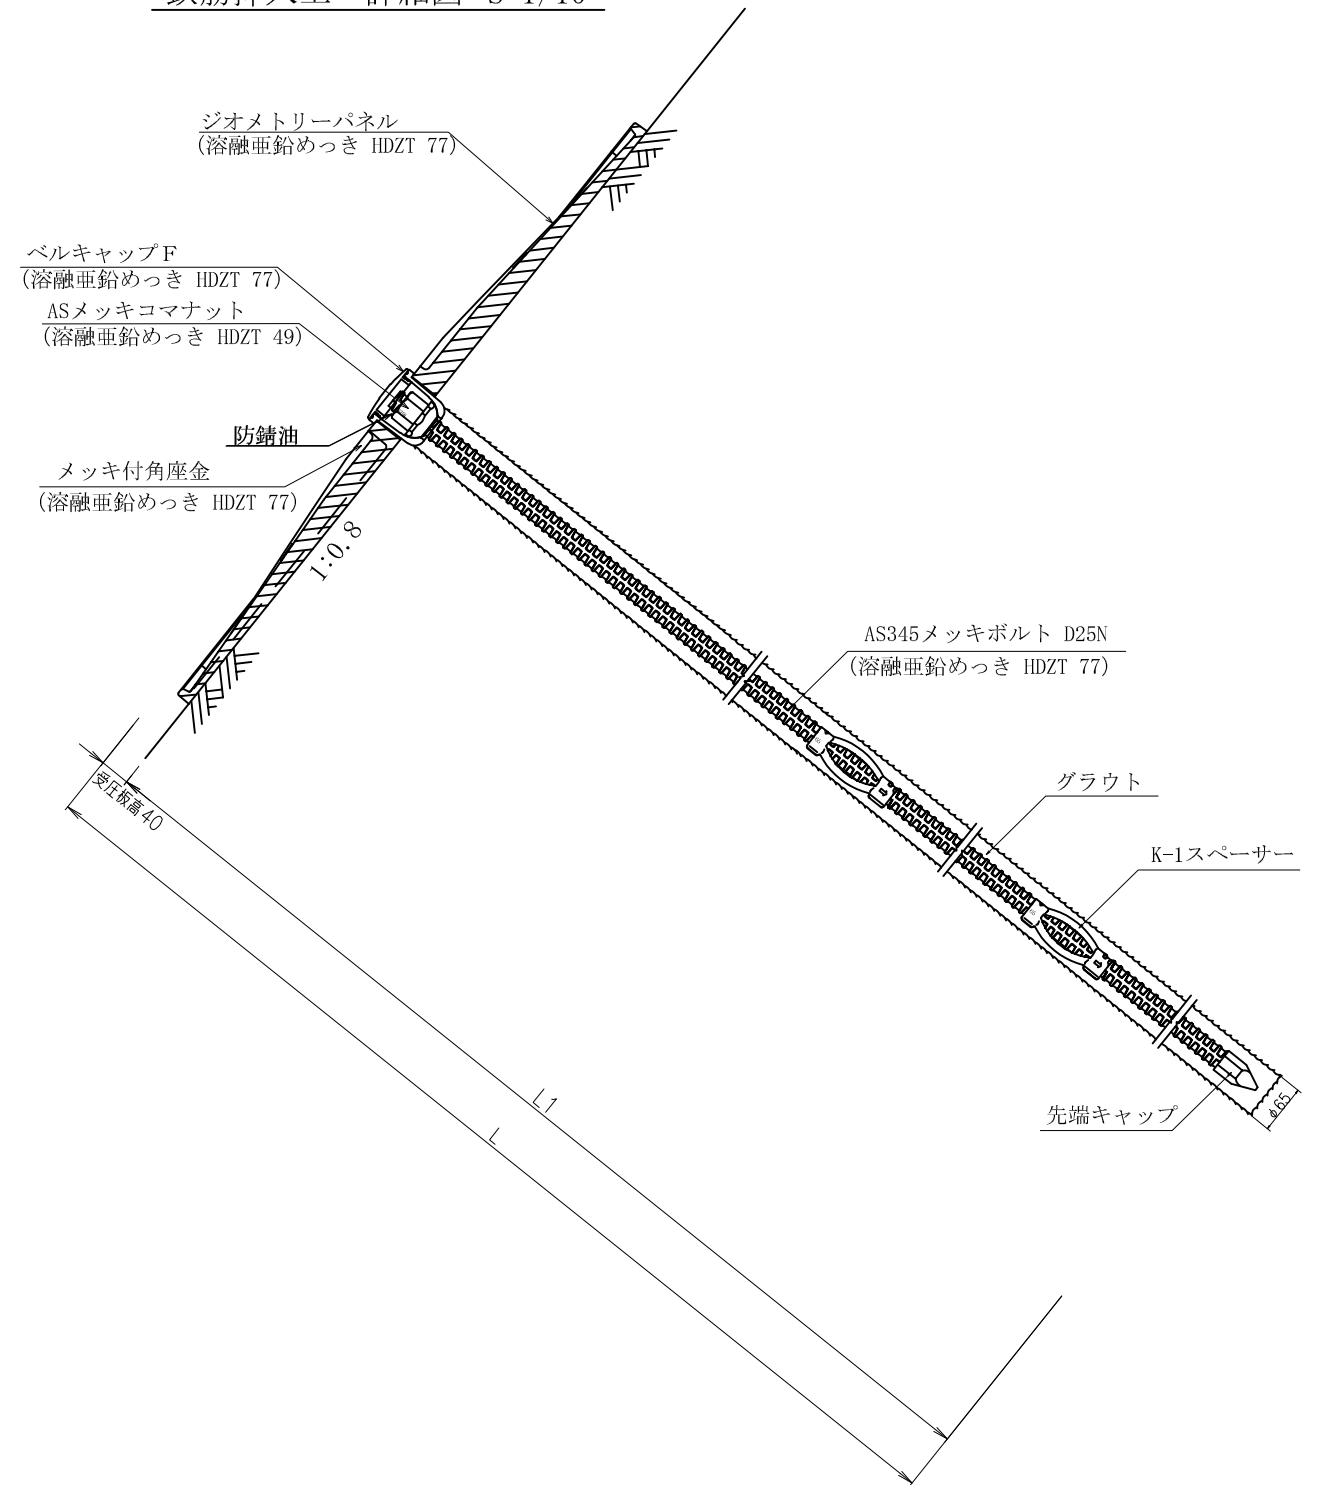 ジオメトリーパネル
(溶融亜鉛めっき HDZT 77)
ベルキャップF
(溶融亜鉛めっき HDZT 77)
ASメッキコマナット
(溶融亜鉛めっき HDZT 49)
防錆油
メッキ付角座金
(溶融亜鉛めっき HDZT 77)
1:0.8
AS345メッキボルト D25N
(溶融亜鉛めっき HDZT 77)
グラウト
K-1スペーサー
受圧板高40
先端キャップ
φ65
L1
L